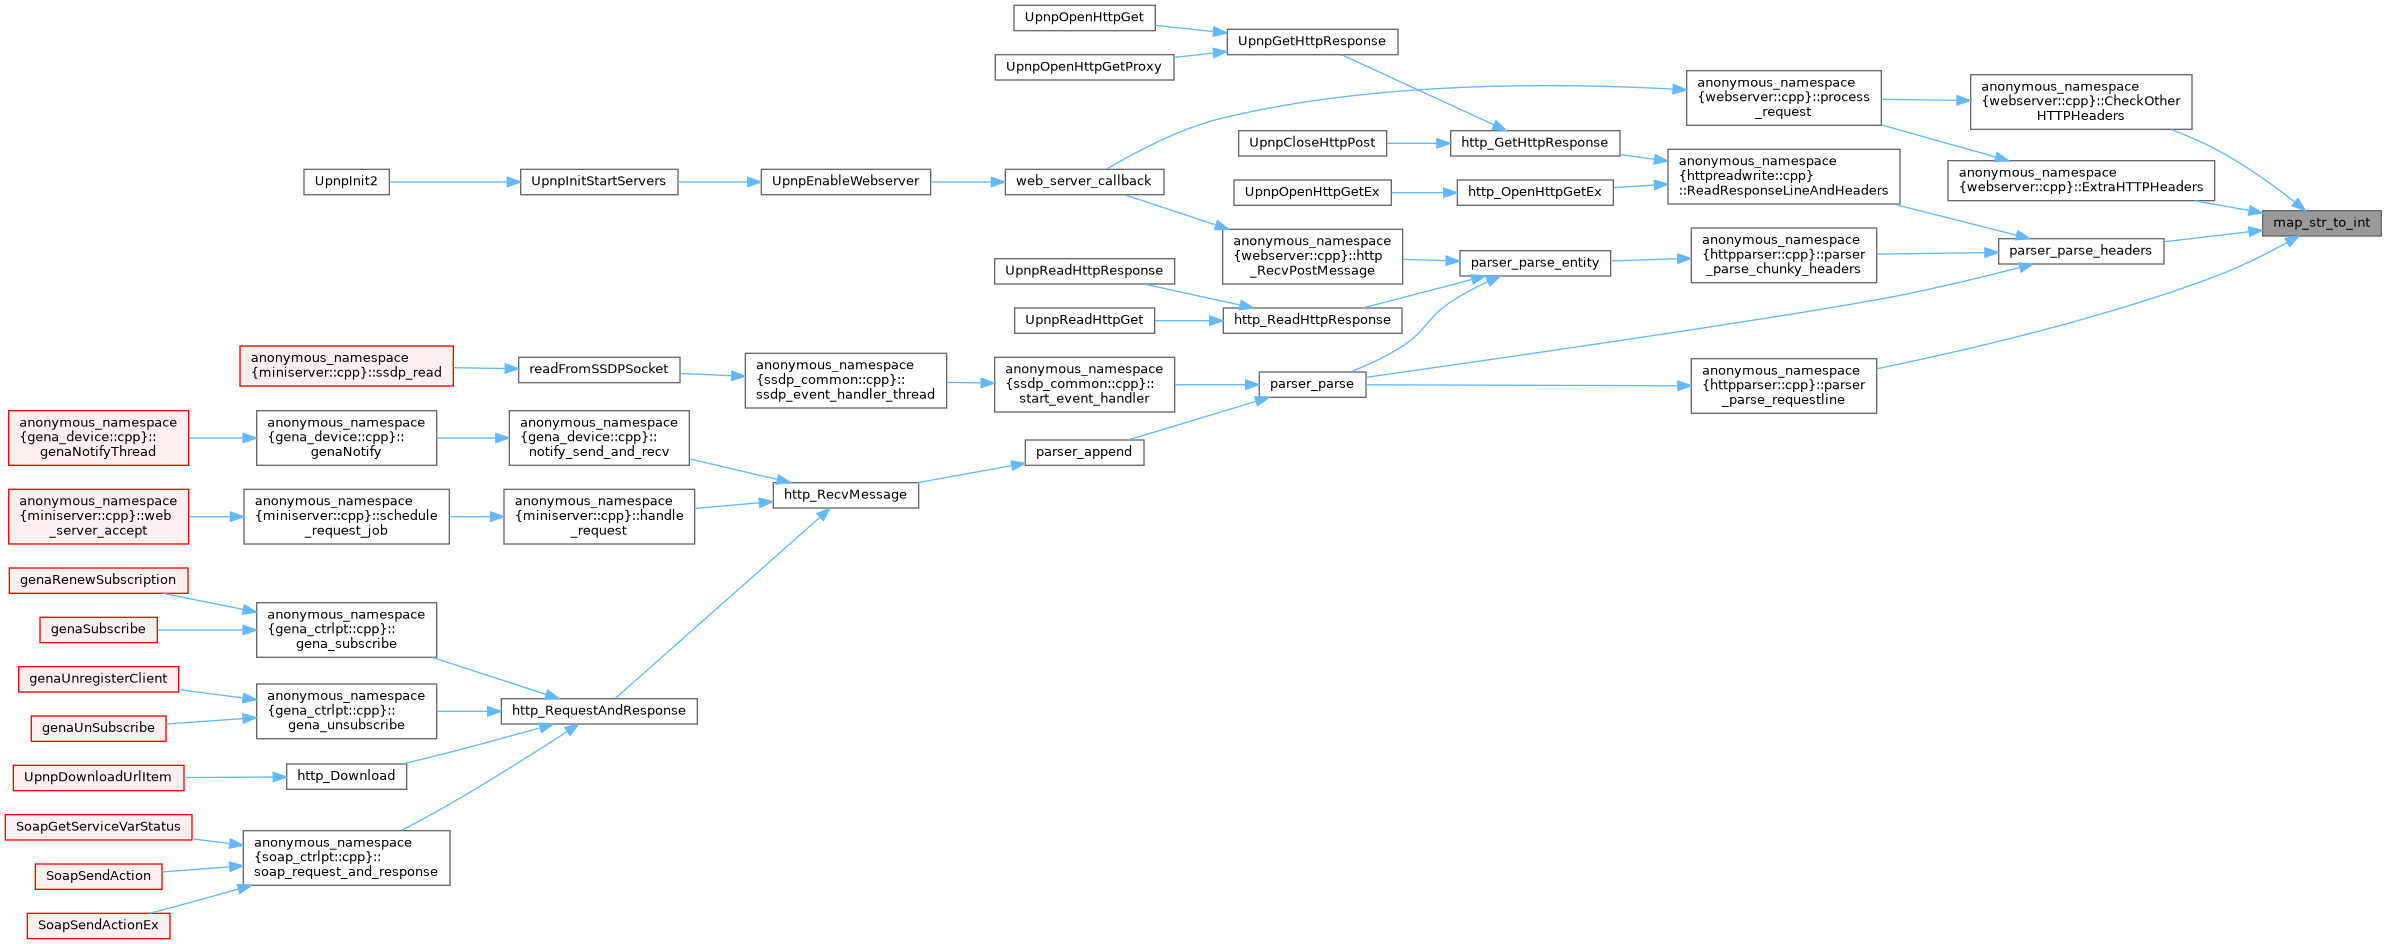 UpnpOpenHttpGet
UpnpGetHttpResponse
UpnpOpenHttpGetProxy
anonymous_namespace
{webserver::cpp}::process
_request
anonymous_namespace
{webserver::cpp}::CheckOther
HTTPHeaders
UpnpCloseHttpPost
http_GetHttpResponse
anonymous_namespace
{httpreadwrite::cpp}
::ReadResponseLineAndHeaders
anonymous_namespace
{webserver::cpp}::ExtraHTTPHeaders
UpnpInit2
UpnpInitStartServers
UpnpEnableWebserver
web_server_callback
UpnpOpenHttpGetEx
http_OpenHttpGetEx
map_str_to_int
anonymous_namespace
{webserver::cpp}::http
_RecvPostMessage
parser_parse_entity
anonymous_namespace
{httpparser::cpp}::parser
_parse_chunky_headers
parser_parse_headers
UpnpReadHttpResponse
UpnpReadHttpGet
http_ReadHttpResponse
anonymous_namespace
{miniserver::cpp}::ssdp_read
readFromSSDPSocket
anonymous_namespace
{ssdp_common::cpp}::
ssdp_event_handler_thread
anonymous_namespace
{ssdp_common::cpp}::
start_event_handler
parser_parse
anonymous_namespace
{httpparser::cpp}::parser
_parse_requestline
anonymous_namespace
{gena_device::cpp}::
genaNotifyThread
anonymous_namespace
{gena_device::cpp}::
genaNotify
anonymous_namespace
{gena_device::cpp}::
notify_send_and_recv
parser_append
anonymous_namespace
{miniserver::cpp}::web
_server_accept
anonymous_namespace
{miniserver::cpp}::schedule
_request_job
anonymous_namespace
{miniserver::cpp}::handle
_request
http_RecvMessage
genaRenewSubscription
genaSubscribe
anonymous_namespace
{gena_ctrlpt::cpp}::
gena_subscribe
genaUnregisterClient
genaUnSubscribe
anonymous_namespace
{gena_ctrlpt::cpp}::
gena_unsubscribe
http_RequestAndResponse
UpnpDownloadUrlItem
http_Download
SoapGetServiceVarStatus
SoapSendAction
SoapSendActionEx
anonymous_namespace
{soap_ctrlpt::cpp}::
soap_request_and_response